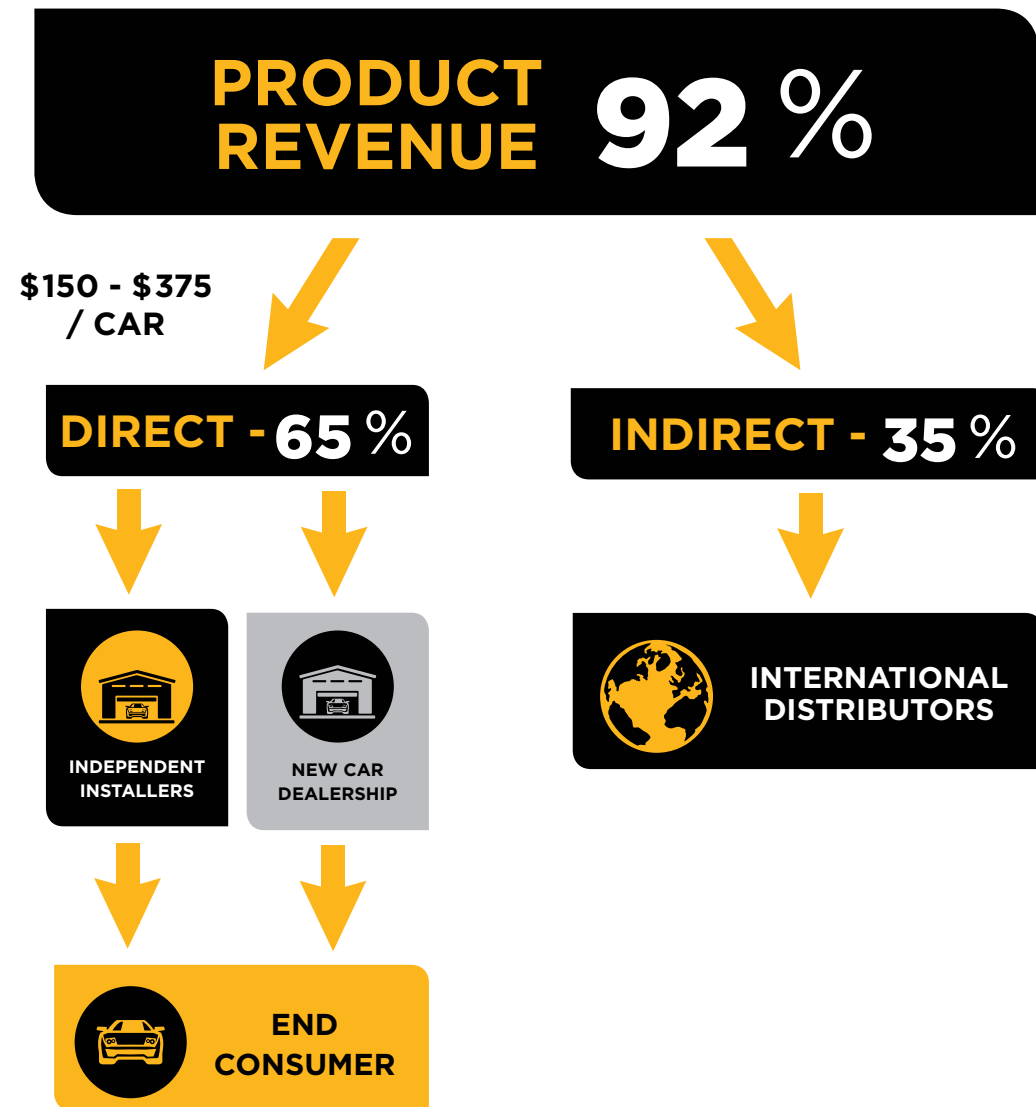 PRODUCT
REVENUE 92 %
$150 - $375
/ CAR
DIRECT - 65 %
INDIRECT - 35 %
INDEPENDENT
INSTALLERS
NEW CAR
DEALERSHIP
INTERNATIONAL
DISTRIBUTORS
END
CONSUMER